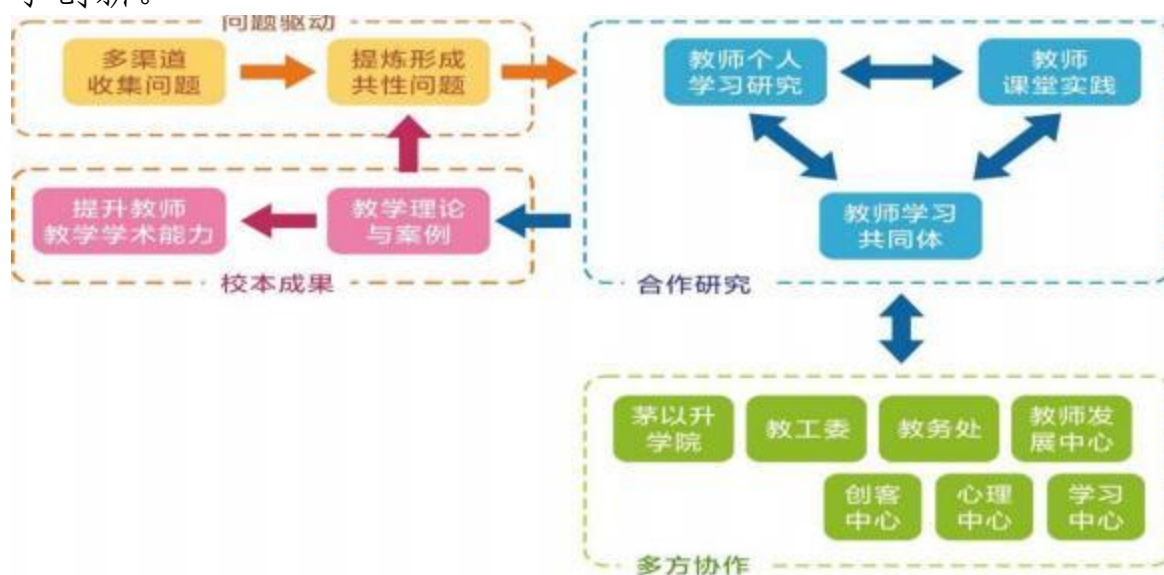 创新。
问题驱动
多渠道
收集问题
提炼形成
共性问题
教师个人
学习研究
教师
课堂实践
教师学习
共同体
合作研究
提升教师
教学学术能力
教学理论
与案例
校本成果
茅以升
学院
教工委
教务处
教师发
展中心
创客
中心
心理
中心
学习
中心
多方协作